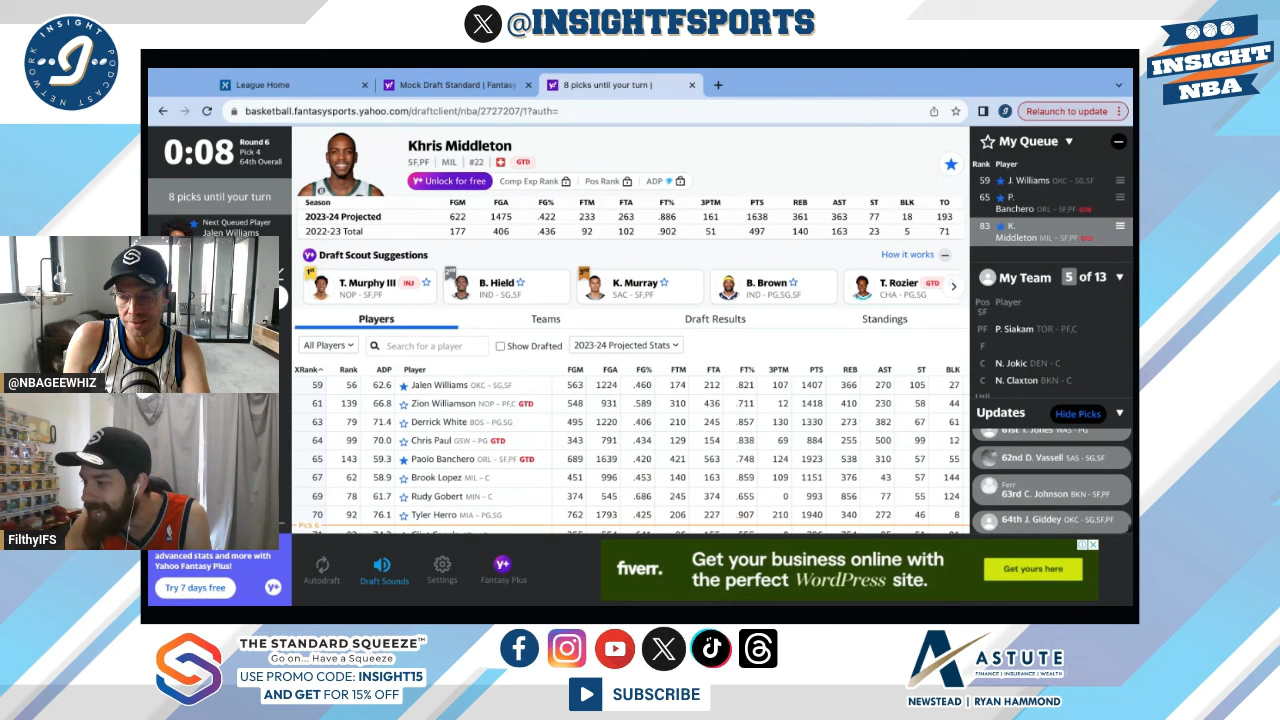 @INSIGHTFSPORTS
INSIGHT
PODCAST NETWORK
INSIGHT
NBA
League Home
Mock Draft Standard | Fantasy
8 picks until your turn |
basketball.fantasysports.yahoo.com/draftclient/nba/2727207/1?auth=
Relaunch to update
0:08
Round 6
Pick 4
64th Overall
8 picks until your turn
Next Queued Player
Jalen Williams
Khris Middleton
SF,PF | MIL | #22 GTD
Y+ Unlock for free Comp Exp Rank Pos Rank ADP
Season FGM FGA FG% FTM FTA FT% 3PTM PTS REB AST ST BLK TO
2023-24 Projected 622 1475 .422 233 263 .886 161 1638 361 363 77 18 193
2022-23 Total 177 406 .436 92 102 .902 51 497 140 163 23 5 71
Draft Scout Suggestions How it works
1st T. Murphy III INJ
NOP - SF,PF
B. Hield
IND - SG,SF
K. Murray
SAC - SF,PF
B. Brown
IND - PG,SG,SF
T. Rozier GTD
CHA - PG,SG
Players Teams Draft Results Standings
All Players Search for a player Show Drafted 2023-24 Projected Stats
XRank Rank ADP Player FGM FGA FG% FTM FTA FT% 3PTM PTS REB AST ST BLK
59 56 62.6 Jalen Williams OKC - SG,SF 563 1224 .460 174 212 .821 107 1407 366 270 105 27
61 139 66.8 Zion Williamson NOP - PF,C GTD 548 931 .589 310 436 .711 12 1418 410 230 58 44
63 79 71.4 Derrick White BOS - PG,SG 495 1220 .406 210 245 .857 130 1330 273 382 67 61
64 99 70.0 Chris Paul GSW - PG GTD 343 791 .434 129 154 .838 69 884 255 500 99 12
65 143 59.3 Paolo Banchero ORL - SF,PF GTD 689 1639 .420 421 563 .748 124 1923 538 310 57 55
67 62 58.9 Brook Lopez MIL - C 451 996 .453 140 163 .859 109 1151 376 43 57 144
69 78 61.7 Rudy Gobert MIN - C 374 545 .686 245 374 .655 0 993 856 77 55 124
70 92 76.1 Tyler Herro MIA - PG,SG 762 1793 .425 206 227 .907 210 1940 340 272 46 8
Pick 6
My Queue
Rank Player
59 J. Williams OKC - SG,SF
65 P.
Banchero ORL - SF,PF GTD
83 K.
Middleton MIL - SF,PF GTD
My Team 5 of 13
Pos Player
SF
PF P. Siakam TOR - PF,C
F
C N. Jokic DEN - C
C N. Claxton BKN - C
Updates Hide Picks
61st T. Jones WAS - PG
62nd D. Vassell SAS - SG,SF
Ferr
63rd C. Johnson BKN - SF,PF
64th J. Giddey OKC - SG,SF,PF
@NBAGEEWHIZ
FilthyIFS
advanced stats and more with
Yahoo Fantasy Plus!
Try 7 days free Y+
Autodraft Draft Sounds Settings Fantasy Plus
fiverr.
Get your business online with
the perfect WordPress site.
Get yours here
THE STANDARD SQUEEZE™
Go on... Have a Squeeze
USE PROMO CODE: INSIGHT15
AND GET FOR 15% OFF
SUBSCRIBE
ASTUTE
FINANCE | INSURANCE | WEALTH
NEWSTEAD | RYAN HAMMOND